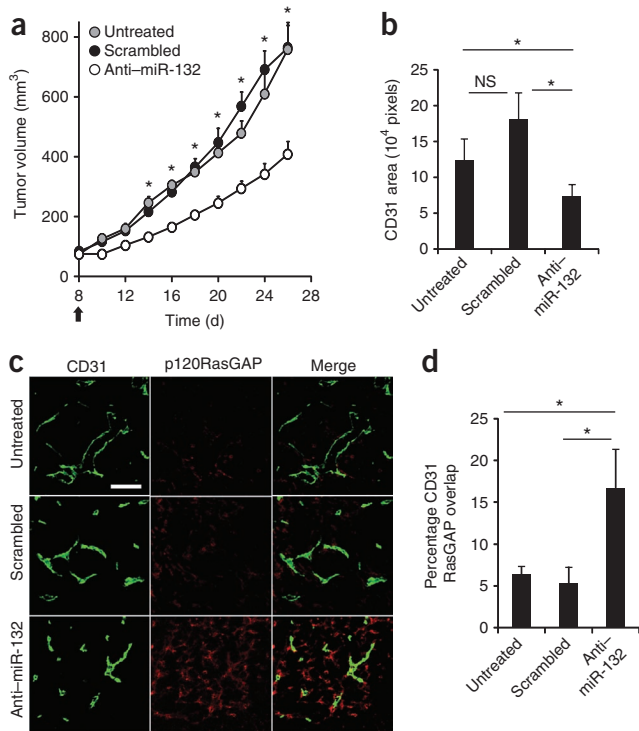 a
Untreated
Scrambled
Anti–miR-132
Tumor volume (mm3)
800
600
400
200
0
8 12 16 20 24 28
Time (d)
* * * * * * *
b
CD31 area (104 pixels)
25
20
15
10
5
0
*
NS
*
Untreated
Scrambled
Anti–
miR-132
c
CD31 p120RasGAP Merge
Untreated
Scrambled
Anti–miR-132
d
Percentage CD31
RasGAP overlap
25
20
15
10
5
0
*
*
Untreated
Scrambled
Anti–
miR-132